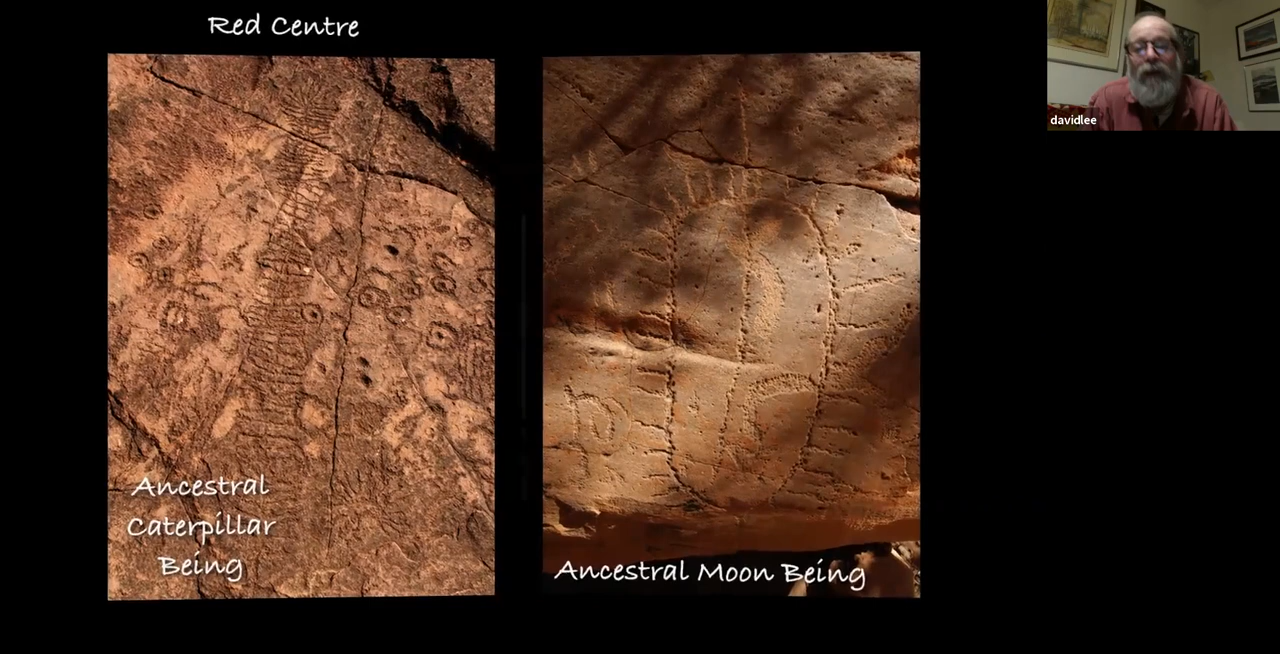 Red Centre
davidlee
Ancestral
Caterpillar
Being
Ancestral Moon Being